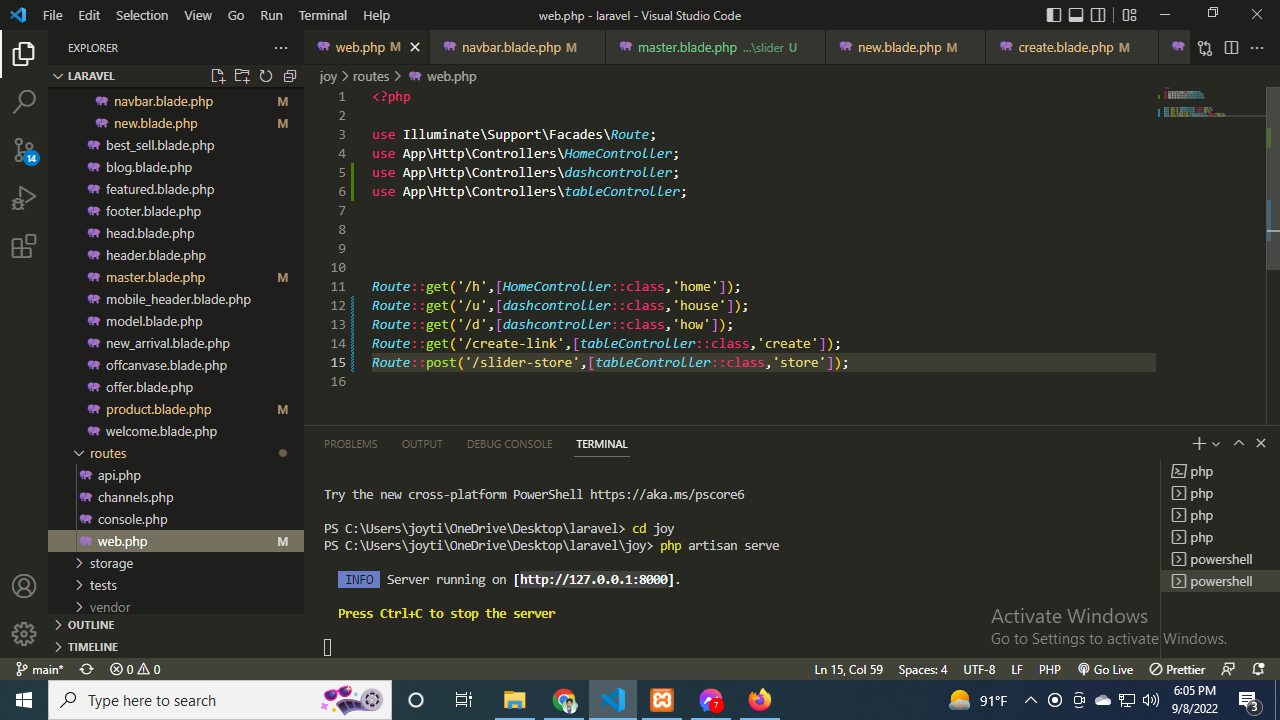 File Edit Selection View Go Run Terminal Help web.php - laravel - Visual Studio Code
EXPLORER
web.php M navbar.blade.php M master.blade.php ...\slider U new.blade.php M create.blade.php M
LARAVEL
joy > routes > web.php
navbar.blade.php M
new.blade.php M
best_sell.blade.php
blog.blade.php
featured.blade.php
footer.blade.php
head.blade.php
header.blade.php
master.blade.php M
mobile_header.blade.php
model.blade.php
new_arrival.blade.php
offcanvase.blade.php
offer.blade.php
product.blade.php M
welcome.blade.php
routes
api.php
channels.php
console.php
web.php M
storage
tests
vendor
OUTLINE
TIMELINE
14
1 <?php
2
3 use Illuminate\Support\Facades\Route;
4 use App\Http\Controllers\HomeController;
5 use App\Http\Controllers\dashcontroller;
6 use App\Http\Controllers\tableController;
7
8
9
10
11 Route::get('/h',[HomeController::class,'home']);
12 Route::get('/u',[dashcontroller::class,'house']);
13 Route::get('/d',[dashcontroller::class,'how']);
14 Route::get('/create-link',[tableController::class,'create']);
15 Route::post('/slider-store',[tableController::class,'store']);
16
PROBLEMS OUTPUT DEBUG CONSOLE TERMINAL
Try the new cross-platform PowerShell https://aka.ms/pscore6
PS C:\Users\joyti\OneDrive\Desktop\laravel> cd joy
PS C:\Users\joyti\OneDrive\Desktop\laravel\joy> php artisan serve
INFO Server running on [http://127.0.0.1:8000].
Press Ctrl+C to stop the server
php
php
php
php
powershell
powershell
Activate Windows
Go to Settings to activate Windows.
main* 0 0 Ln 15, Col 59 Spaces: 4 UTF-8 LF PHP Go Live Prettier
Type here to search 7 91°F 6:05 PM
9/8/2022 3